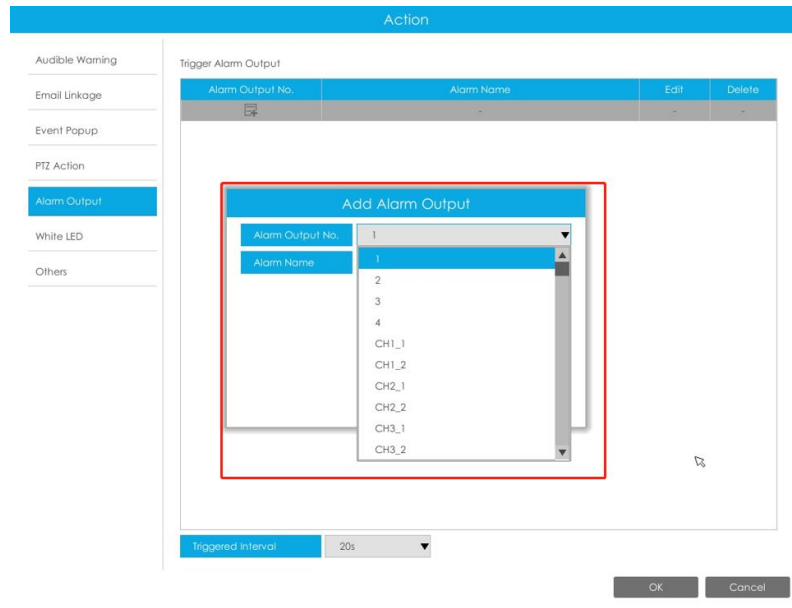 Action
Audible Warning
Email Linkage
Event Popup
PTZ Action
Alarm Output
White LED
Others
Trigger Alarm Output
Alarm Output No. Alarm Name Edit Delete
- - -
Add Alarm Output
Alarm Output No. 1
Alarm Name
1
2
3
4
CH1_1
CH1_2
CH2_1
CH2_2
CH3_1
CH3_2
Triggered Interval 20s
OK Cancel